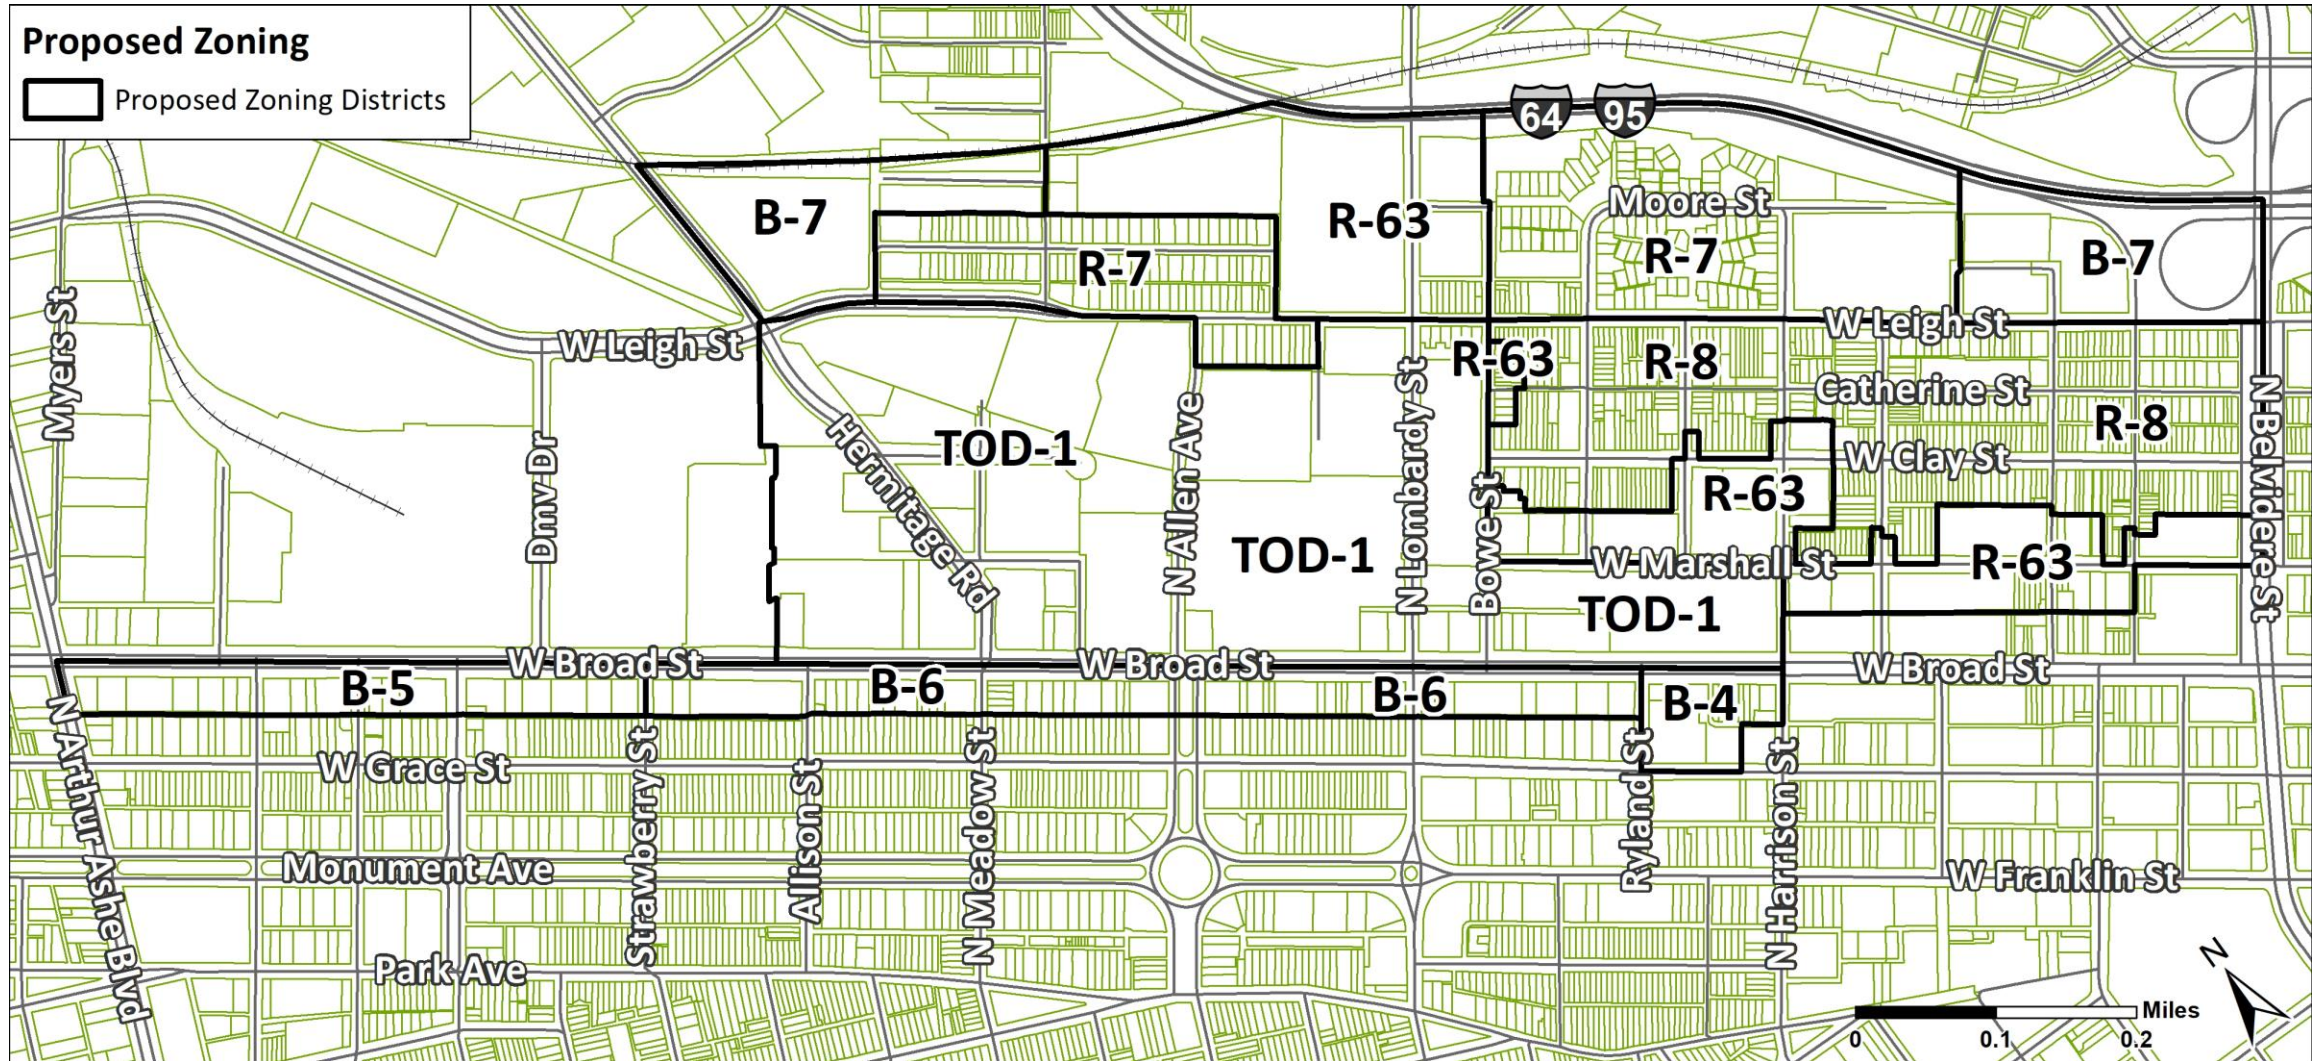 Proposed Zoning
Proposed Zoning Districts
64
95
Moore St
B-7
R-63
R-7
R-7
B-7
Myers St
W Leigh St
W Leigh St
R-63
R-8
Catherine St
N Belvidere St
R-8
Dmv Dr
Hermitage Rd
TOD-1
N Allen Ave
N Lombardy St
Bowe St
W Clay St
R-63
TOD-1
W Marshall St
R-63
TOD-1
W Broad St
W Broad St
W Broad St
B-5
B-6
B-6
B-4
N Arthur Ashe Blvd
W Grace St
Strawberry St
Allison St
N Meadow St
Ryland St
N Harrison St
Monument Ave
W Franklin St
Park Ave
N
Miles
0
0.1
0.2